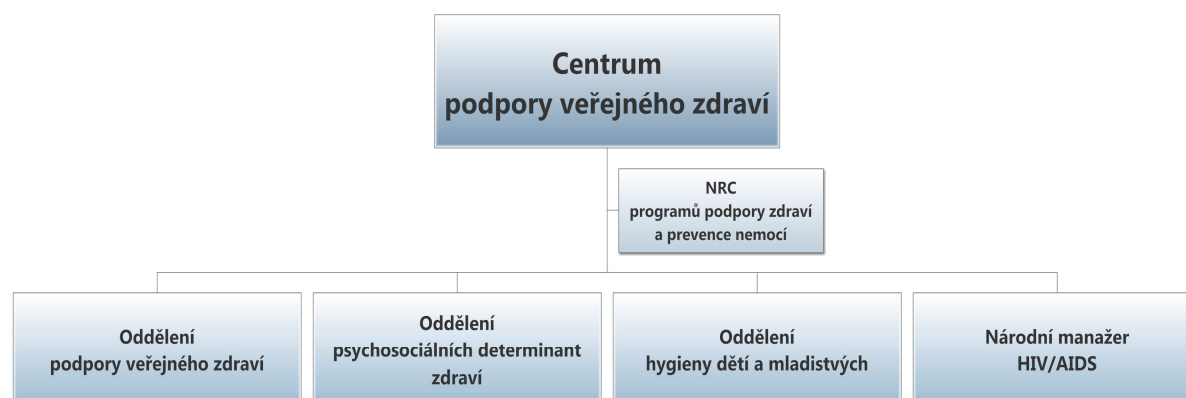 Centrum
podpory veřejného zdraví
NRC
programů podpory zdraví
a prevence nemocí
Oddělení
podpory veřejného zdraví
Oddělení
psychosociálních determinant
zdraví
Oddělení
hygieny dětí a mladistvých
Národní manažer
HIV/AIDS